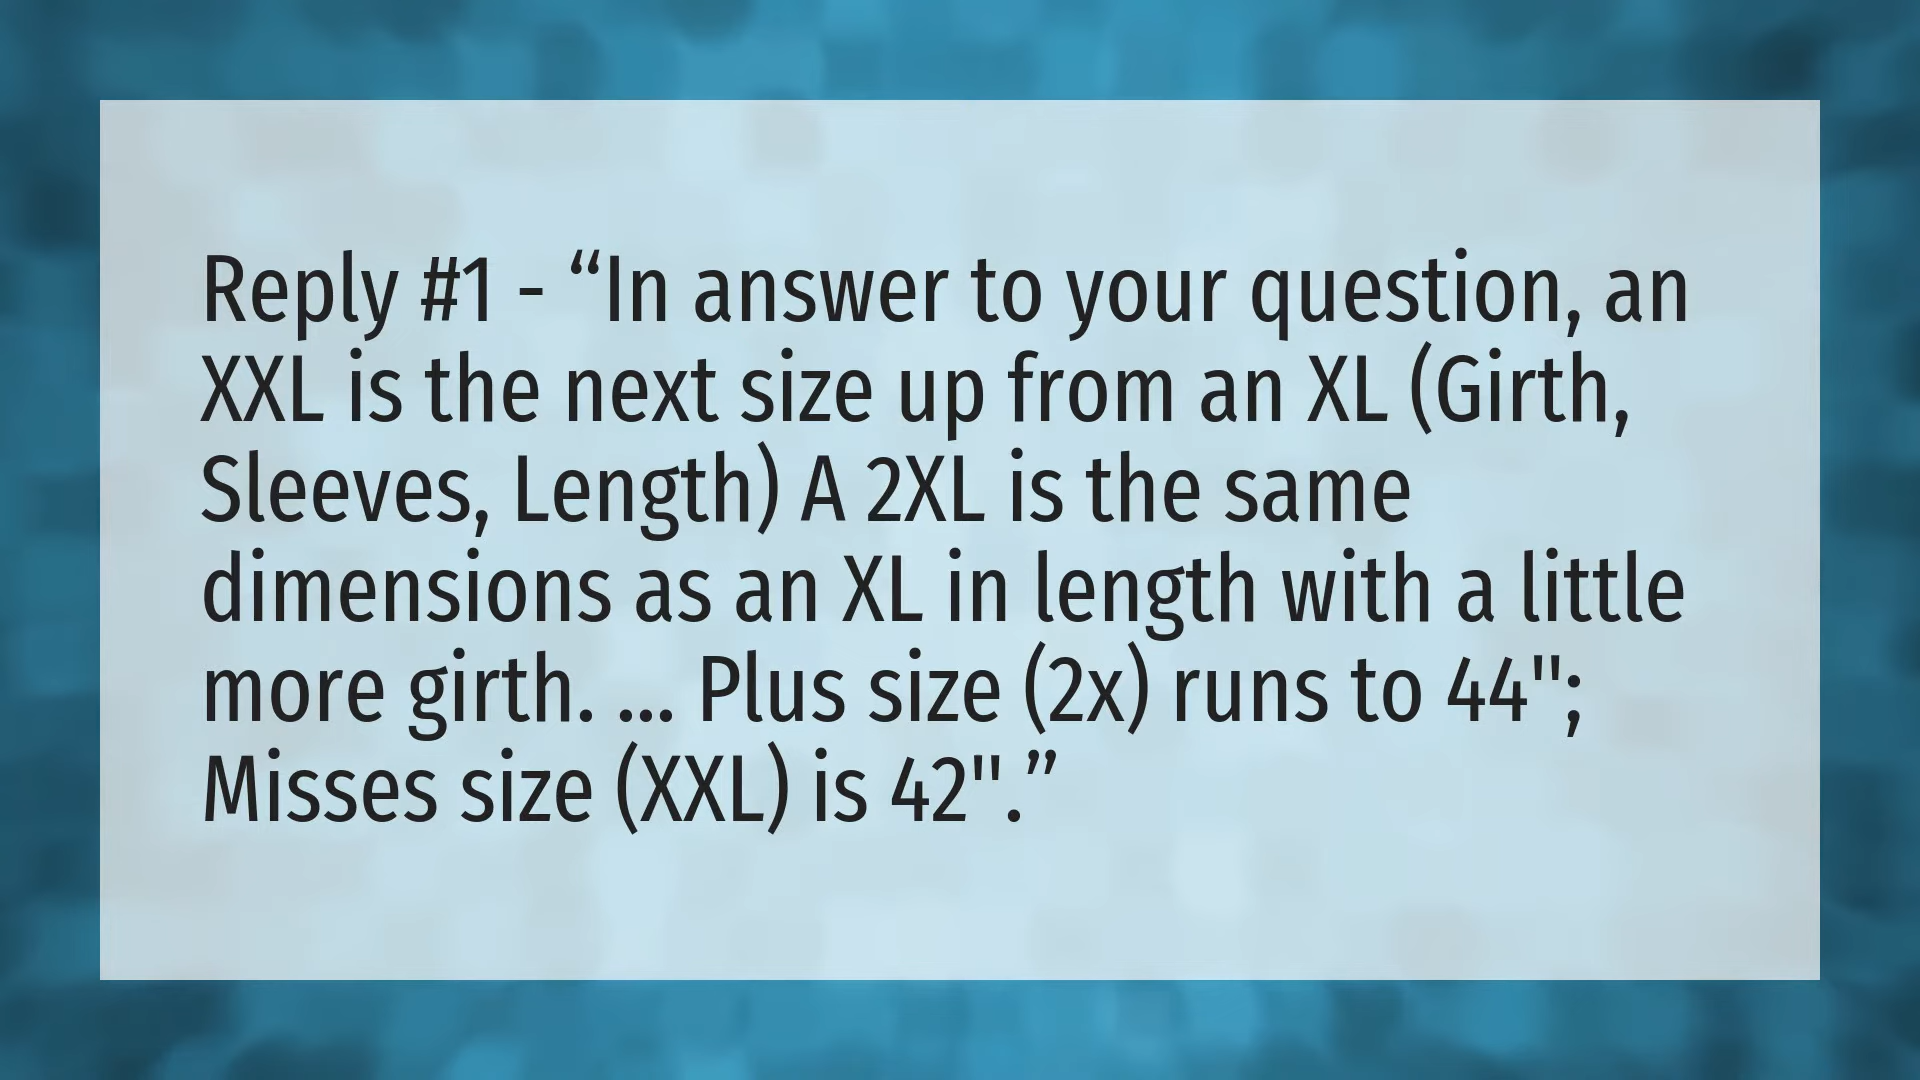 Reply #1 - “In answer to your question, an
XXL is the next size up from an XL (Girth,
Sleeves, Length) A 2XL is the same
dimensions as an XL in length with a little
more girth. ... Plus size (2x) runs to 44";
Misses size (XXL) is 42".”